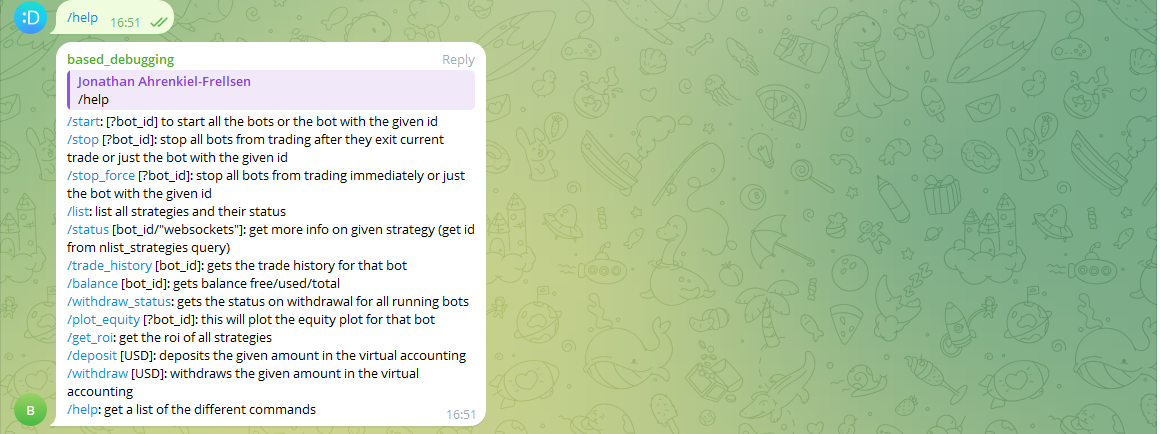 :D
/help 16:51
based_debugging Reply
Jonathan Ahrenkiel-Frellsen
/help
/start: [?bot_id] to start all the bots or the bot with the given id
/stop [?bot_id]: stop all bots from trading after they exit current
trade or just the bot with the given id
/stop_force [?bot_id]: stop all bots from trading immediately or just
the bot with the given id
/list: list all strategies and their status
/status [bot_id/"websockets"]: get more info on given strategy (get id
from nlist_strategies query)
/trade_history [bot_id]: gets the trade history for that bot
/balance [bot_id]: gets balance free/used/total
/withdraw_status: gets the status on withdrawal for all running bots
/plot_equity [?bot_id]: this will plot the equity plot for that bot
/get_roi: get the roi of all strategies
/deposit [USD]: deposits the given amount in the virtual accounting
/withdraw [USD]: withdraws the given amount in the virtual
accounting
/help: get a list of the different commands
B
16:51